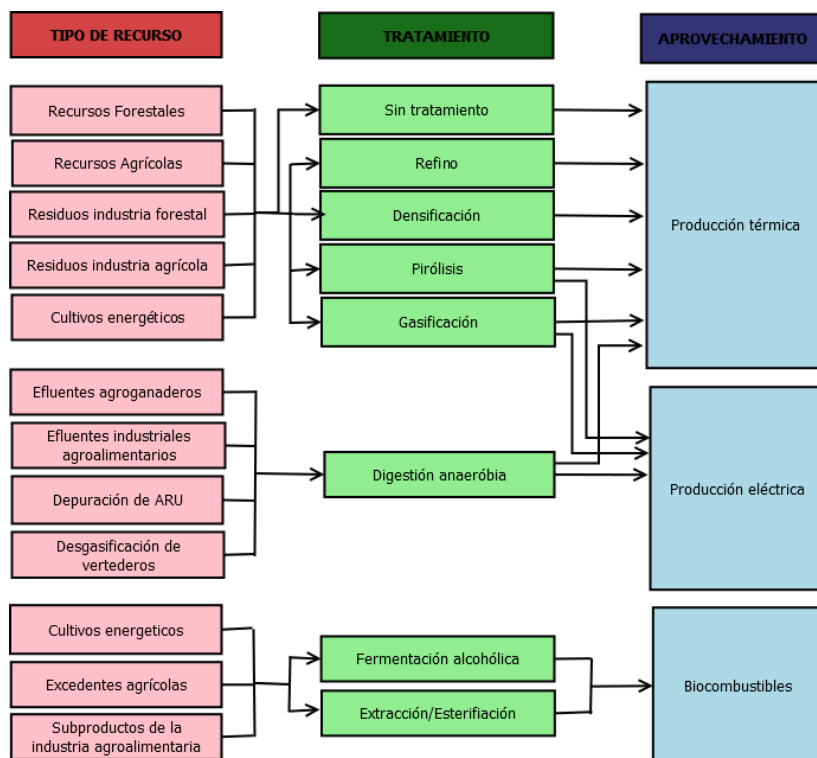 TIPO DE RECURSO
TRATAMIENTO
APROVECHAMIENTO
Recursos Forestales
Recursos Agrícolas
Residuos industria forestal
Residuos industria agrícola
Cultivos energéticos
Sin tratamiento
Refino
Densificación
Pirólisis
Gasificación
Producción térmica
Efluentes agroganaderos
Efluentes industriales
agroalimentarios
Depuración de ARU
Desgasificación de
vertederos
Digestión anaeróbia
Producción eléctrica
Cultivos energeticos
Excedentes agrícolas
Subproductos de la
industria agroalimentaria
Fermentación alcohólica
Extracción/Esterifiación
Biocombustibles